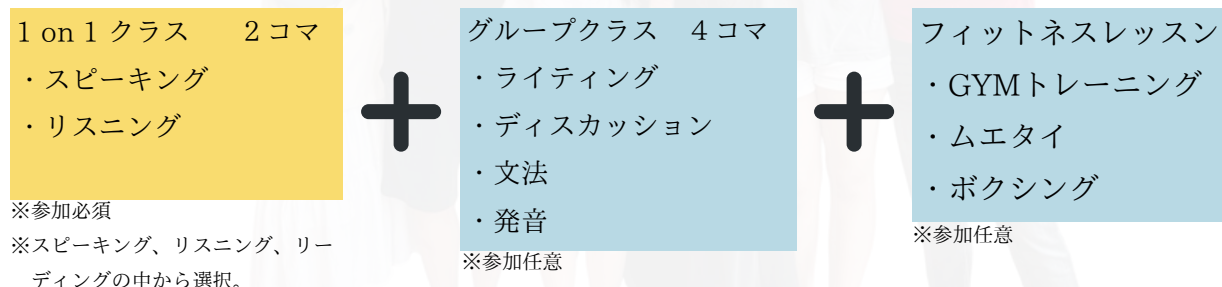 １on１クラス　２コマ
・スピーキング
・リスニング
※参加必須
※スピーキング、リスニング、リー
ディングの中から選択。
グループクラス　４コマ
・ライティング
・ディスカッション
・文法
・発音
※参加任意
フィットネスレッスン
・GYMトレーニング
・ムエタイ
・ボクシング
※参加任意